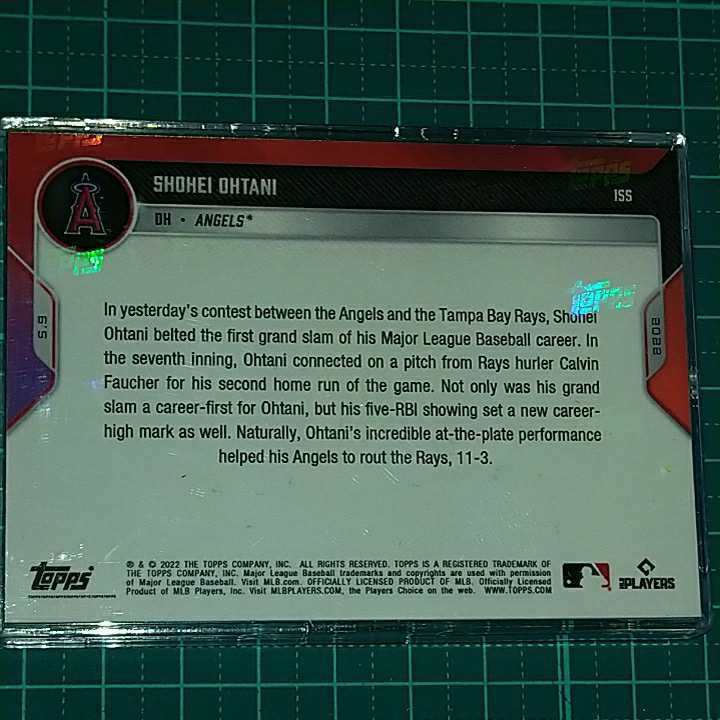 TOPPS
SHOHEI OHTANI
TOPPS
155
A
DH • ANGELS*
TOPPS
TOPPS
5.9
2022
In yesterday's contest between the Angels and the Tampa Bay Rays, Shohei
Ohtani belted the first grand slam of his Major League Baseball career. In
the seventh inning, Ohtani connected on a pitch from Rays hurler Calvin
Faucher for his second home run of the game. Not only was his grand
slam a career-first for Ohtani, but his five-RBI showing set a new career-
high mark as well. Naturally, Ohtani's incredible at-the-plate performance
helped his Angels to rout the Rays, 11-3.
TOPPS
® & © 2022 THE TOPPS COMPANY, INC. ALL RIGHTS RESERVED. TOPPS IS A REGISTERED TRADEMARK OF
THE TOPPS COMPANY, INC. Major League Baseball trademarks and copyrights are used with permission
of Major League Baseball. Visit MLB.com. OFFICIALLY LICENSED PRODUCT OF MLB. Officially Licensed
Product of MLB Players, Inc. Visit MLBPLAYERS.COM, the Players Choice on the web. WWW.TOPPS.COM
PLAYERS